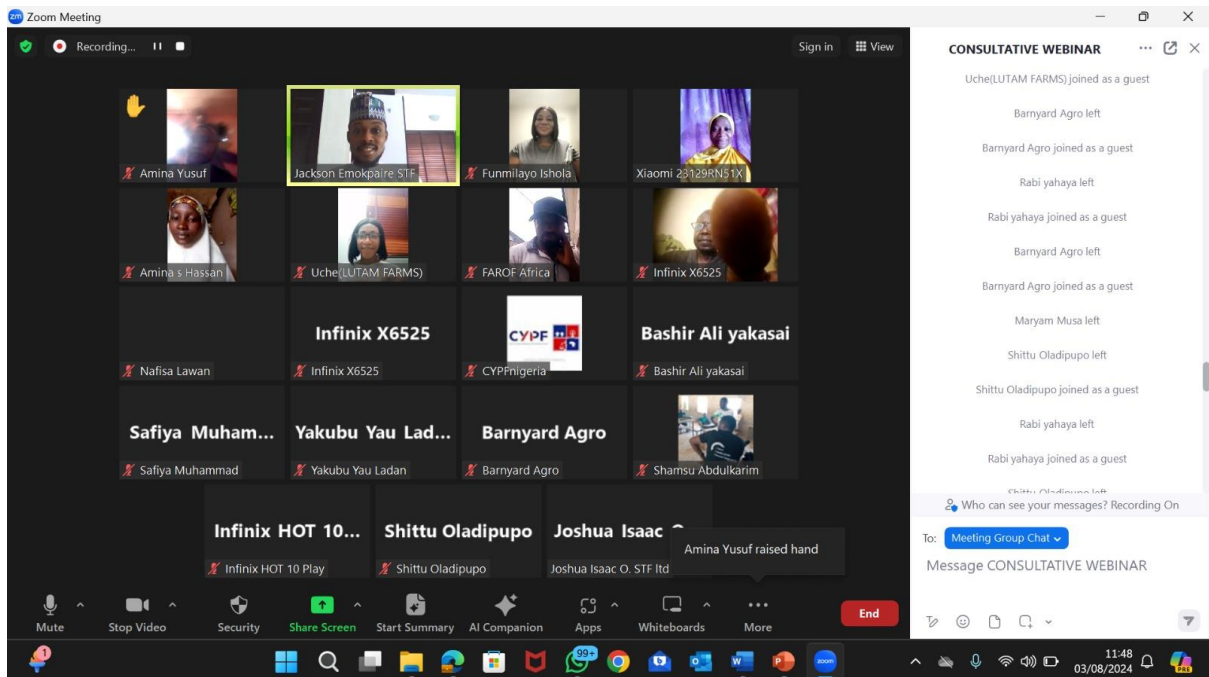 zm Zoom Meeting
Recording...
Sign in
View
Amina Yusuf
Jackson Emokpaire STF
Funmilayo Ishola
Xiaomi 23129RN51X
Amina s Hassan
Uche(LUTAM FARMS)
FAROF Africa
Infinix X6525
Nafisa Lawan
Infinix X6525
Infinix X6525
CYPF
CYPFnigeria
Bashir Ali yakasai
Bashir Ali yakasai
Safiya Muham...
Safiya Muhammad
Yakubu Yau Lad...
Yakubu Yau Ladan
Barnyard Agro
Barnyard Agro
Shamsu Abdulkarim
Infinix HOT 10...
Infinix HOT 10 Play
Shittu Oladipupo
Shittu Oladipupo
Joshua Isaac O
Joshua Isaac O. STF ltd
Amina Yusuf raised hand
Mute
Stop Video
Security
Share Screen
Start Summary
AI Companion
Apps
Whiteboards
More
End
CONSULTATIVE WEBINAR
Uche(LUTAM FARMS) joined as a guest
Barnyard Agro left
Barnyard Agro joined as a guest
Rabi yahaya left
Rabi yahaya joined as a guest
Barnyard Agro left
Barnyard Agro joined as a guest
Maryam Musa left
Shittu Oladipupo left
Shittu Oladipupo joined as a guest
Rabi yahaya left
Rabi yahaya joined as a guest
Shittu Oladipupo left
Who can see your messages? Recording On
To: Meeting Group Chat
Message CONSULTATIVE WEBINAR
1
99+
zoom
11:48
03/08/2024
PRE